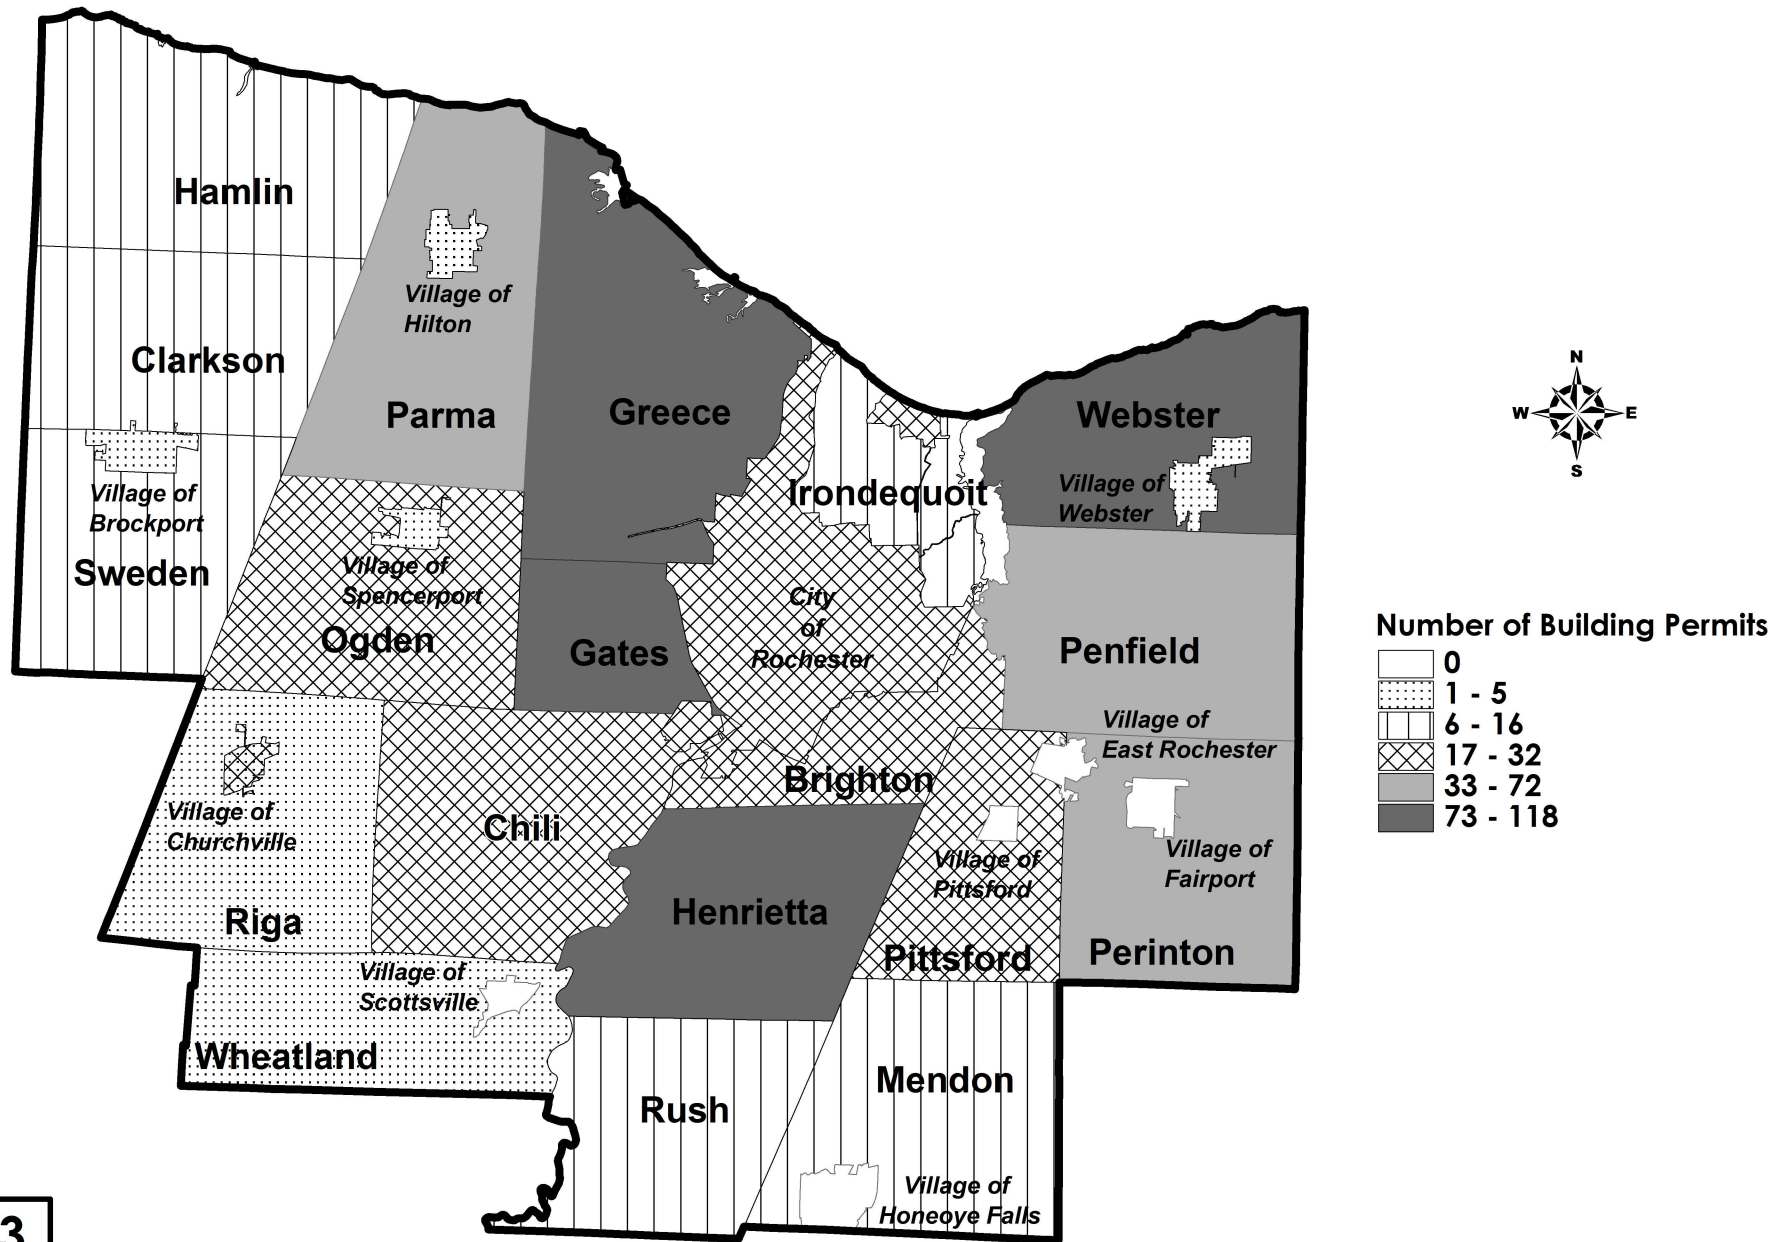 Hamlin
Village of
Hilton
N
Clarkson
Parma
Greece
Webster
W
E
S
Village of
Brockport
Irondequoit
Village of
Webster
Sweden
Village of
Spencerport
Ogden
City
of
Rochester
Gates
Penfield
Number of Building Permits
0
1 - 5
6 - 16
17 - 32
33 - 72
73 - 118
Village of
East Rochester
Brighton
Village of
Churchville
Chili
Village of
Pittsford
Village of
Fairport
Riga
Henrietta
Pittsford
Perinton
Village of
Scottsville
Wheatland
Mendon
Rush
Village of
Honeoye Falls
3